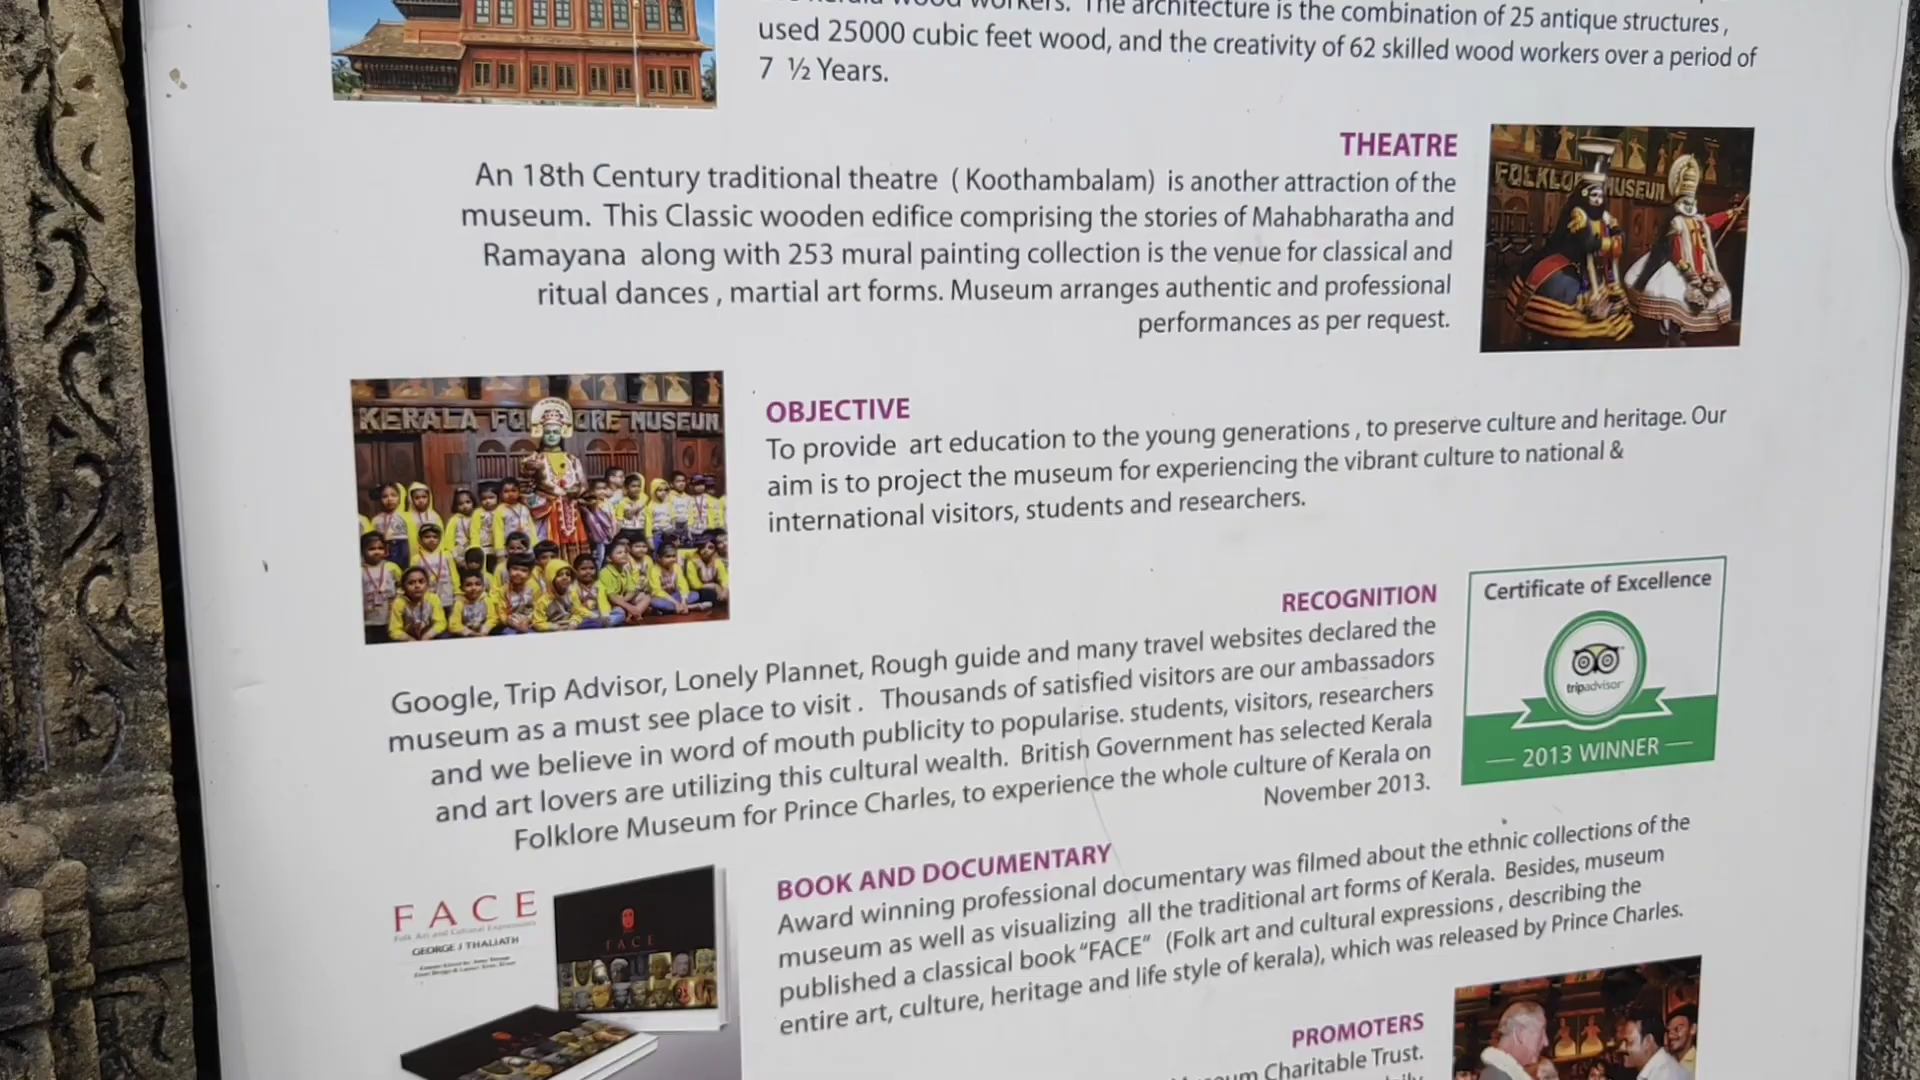 workers. The architecture is the combination of 25 antique structures,
used 25000 cubic feet wood, and the creativity of 62 skilled wood workers over a period of
7 ½ Years.
THEATRE
An 18th Century traditional theatre ( Koothambalam) is another attraction of the
museum. This Classic wooden edifice comprising the stories of Mahabharatha and
Ramayana along with 253 mural painting collection is the venue for classical and
ritual dances , martial art forms. Museum arranges authentic and professional
performances as per request.
FOLKLO MUSEUM
KERALA FO ORE MUSEUM
OBJECTIVE
To provide art education to the young generations , to preserve culture and heritage. Our
aim is to project the museum for experiencing the vibrant culture to national &
international visitors, students and researchers.
RECOGNITION
Google, Trip Advisor, Lonely Plannet, Rough guide and many travel websites declared the
museum as a must see place to visit . Thousands of satisfied visitors are our ambassadors
and we believe in word of mouth publicity to popularise. students, visitors, researchers
and art lovers are utilizing this cultural wealth. British Government has selected Kerala
Folklore Museum for Prince Charles, to experience the whole culture of Kerala on
November 2013.
Certificate of Excellence
tripadvisor
2013 WINNER
BOOK AND DOCUMENTARY
Award winning professional documentary was filmed about the ethnic collections of the
museum as well as visualizing all the traditional art forms of Kerala. Besides, museum
published a classical book "FACE" (Folk art and cultural expressions , describing the
entire art, culture, heritage and life style of kerala), which was released by Prince Charles.
FACE
Folk Art and Cultural Expressions
GEORGE J THALIATH
FACE
PROMOTERS
Charitable Trust.